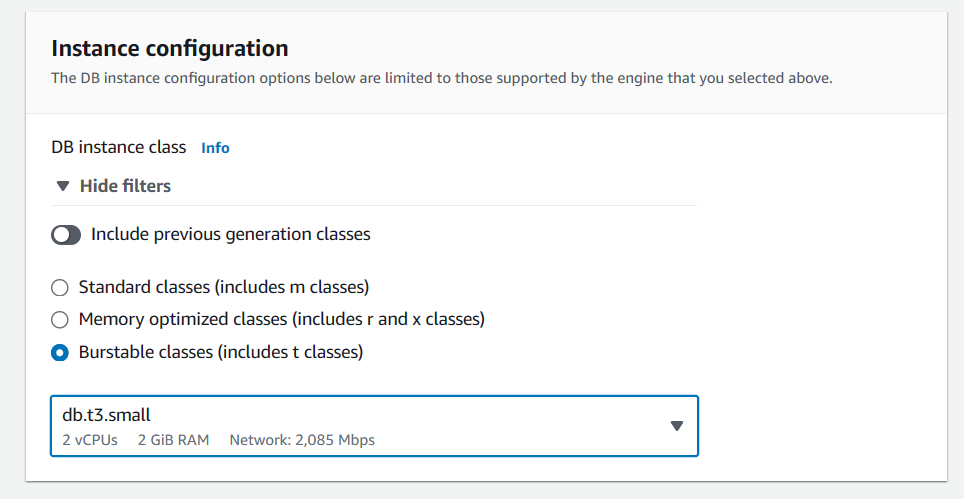 Instance configuration
The DB instance configuration options below are limited to those supported by the engine that you selected above.
DB instance class Info
Hide filters
Include previous generation classes
Standard classes (includes m classes)
Memory optimized classes (includes r and x classes)
Burstable classes (includes t classes)
db.t3.small
2 vCPUs 2 GiB RAM Network: 2,085 Mbps